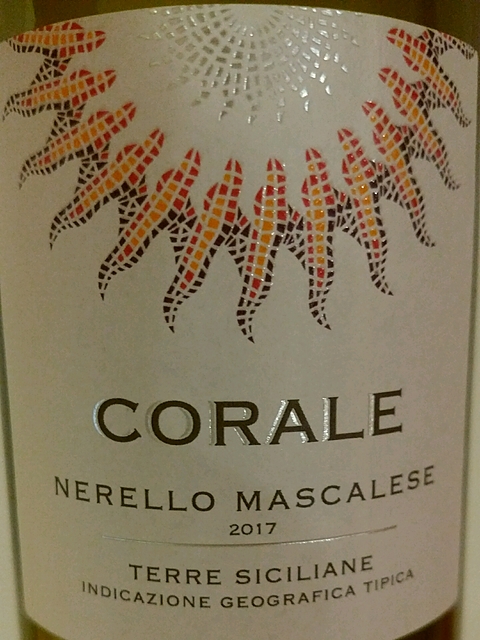 CORALE
NERELLO MASCALESE
2017
TERRE SICILIANE
INDICAZIONE GEOGRAFICA TIPICA